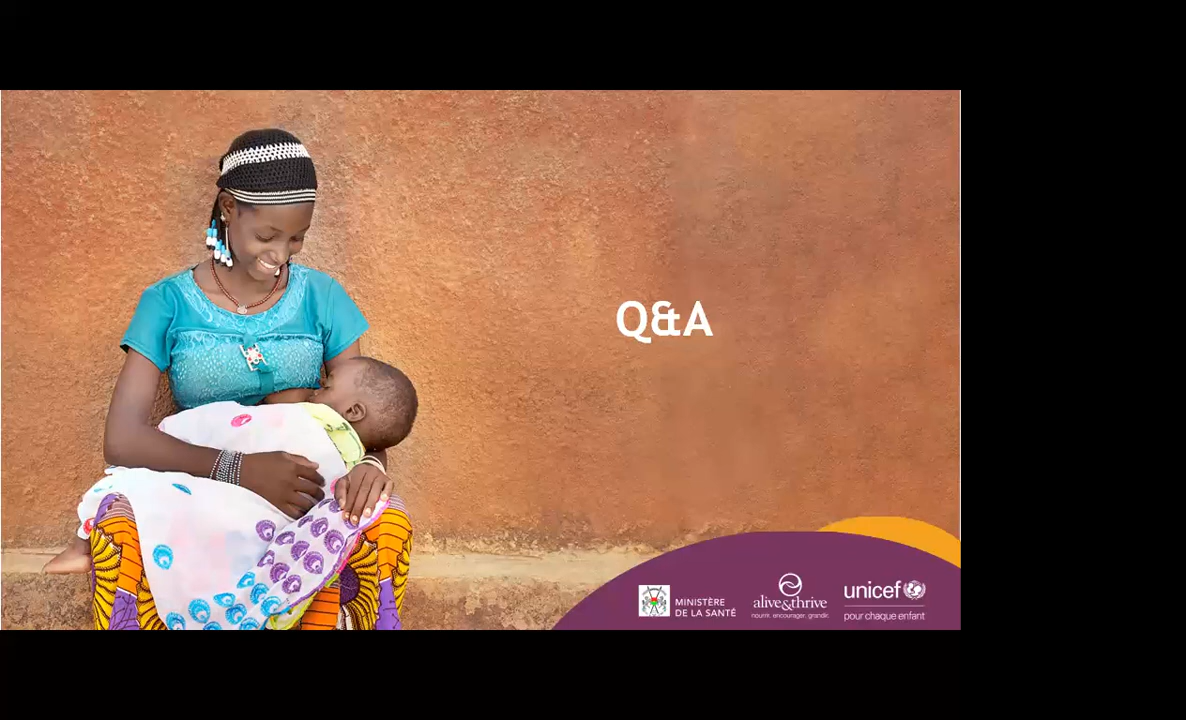 Q&A
MINISTÈRE
DE LA SANTÉ
alive&thrive
nourrir. encourager. grandir.
unicef
pour chaque enfant